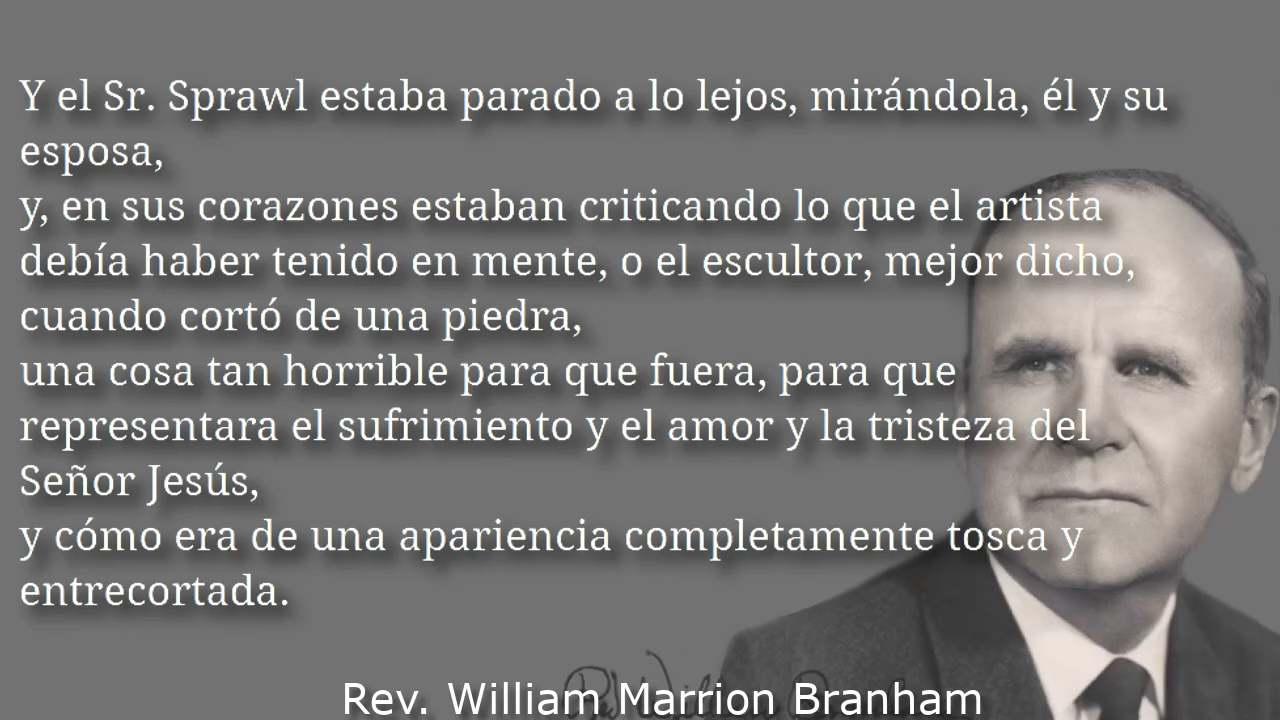 Y el Sr. Sprawl estaba parado a lo lejos, mirándola, él y su
esposa,
y, en sus corazones estaban criticando lo que el artista
debía haber tenido en mente, o el escultor, mejor dicho,
cuando cortó de una piedra,
una cosa tan horrible para que fuera, para que
representara el sufrimiento y el amor y la tristeza del
Señor Jesús,
y cómo era de una apariencia completamente tosca y
entrecortada.
Rev. William Marrion Branham